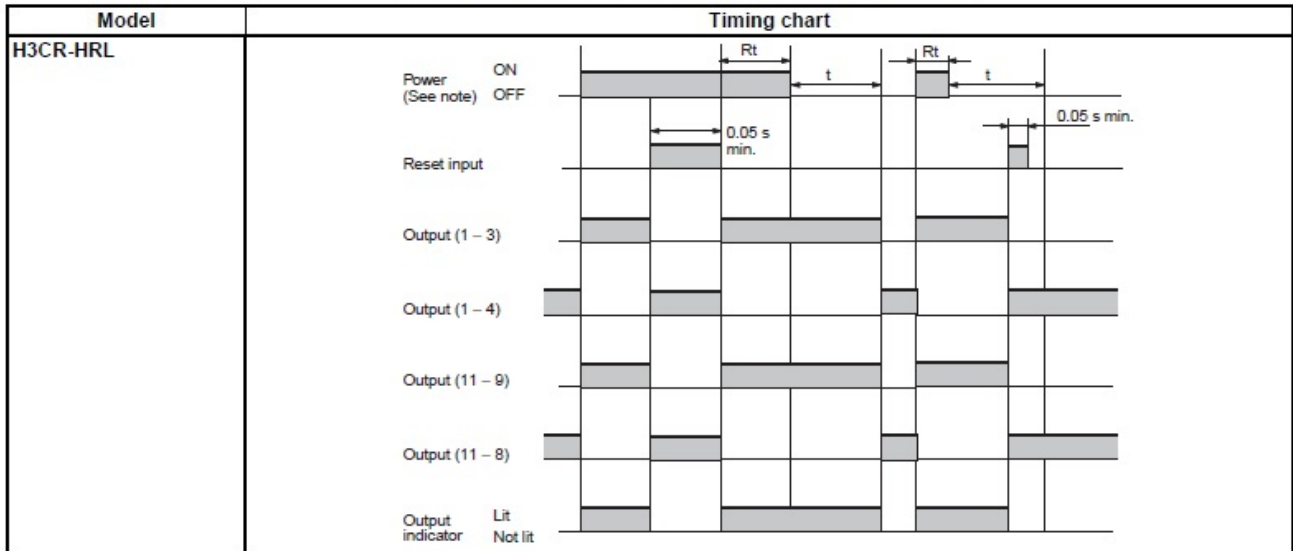 Model Timing chart
H3CR-HRL
Rt Rt
Power ON t t
(See note) OFF
0.05 s min.
0.05 s
min.
Reset input
Output (1 – 3)
Output (1 – 4)
Output (11 – 9)
Output (11 – 8)
Output Lit
indicator Not lit